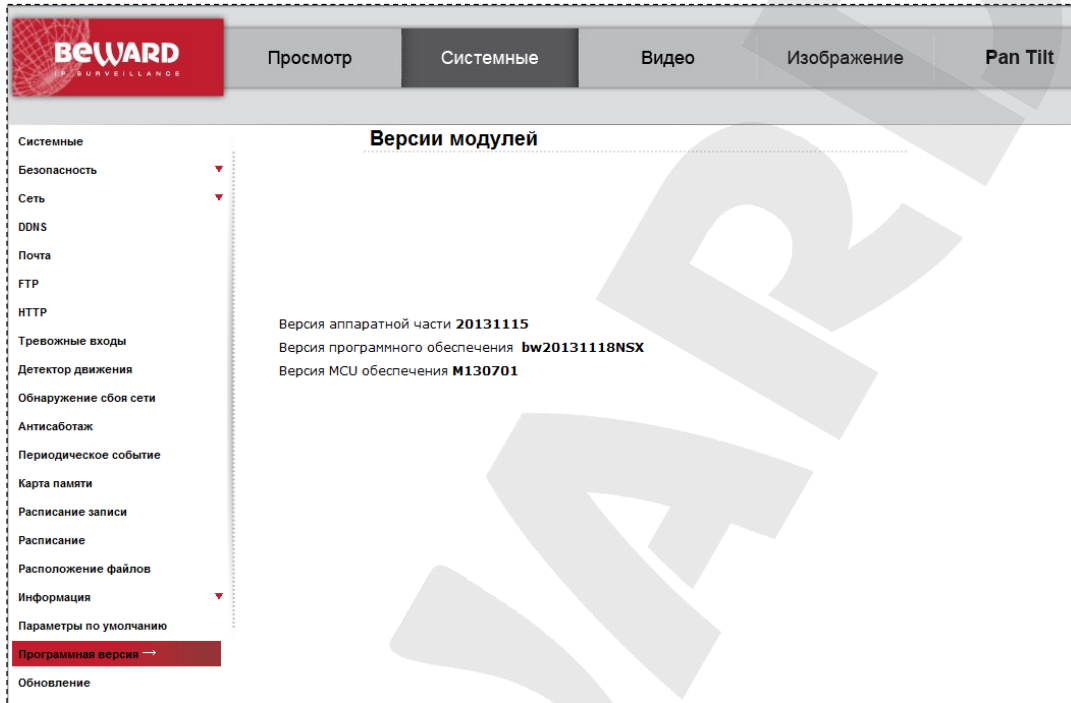 BEWARD
IP SURVEILLANCE
Просмотр
Системные
Видео
Изображение
Pan Tilt
Системные
Безопасность
Сеть
DDNS
Почта
FTP
HTTP
Тревожные входы
Детектор движения
Обнаружение сбоя сети
Антисаботаж
Периодическое событие
Карта памяти
Расписание записи
Расписание
Расположение файлов
Информация
Параметры по умолчанию
Программная версия →
Обновление
Версии модулей
Версия аппаратной части 20131115
Версия программного обеспечения bw20131118NSX
Версия MCU обеспечения M130701
WARD